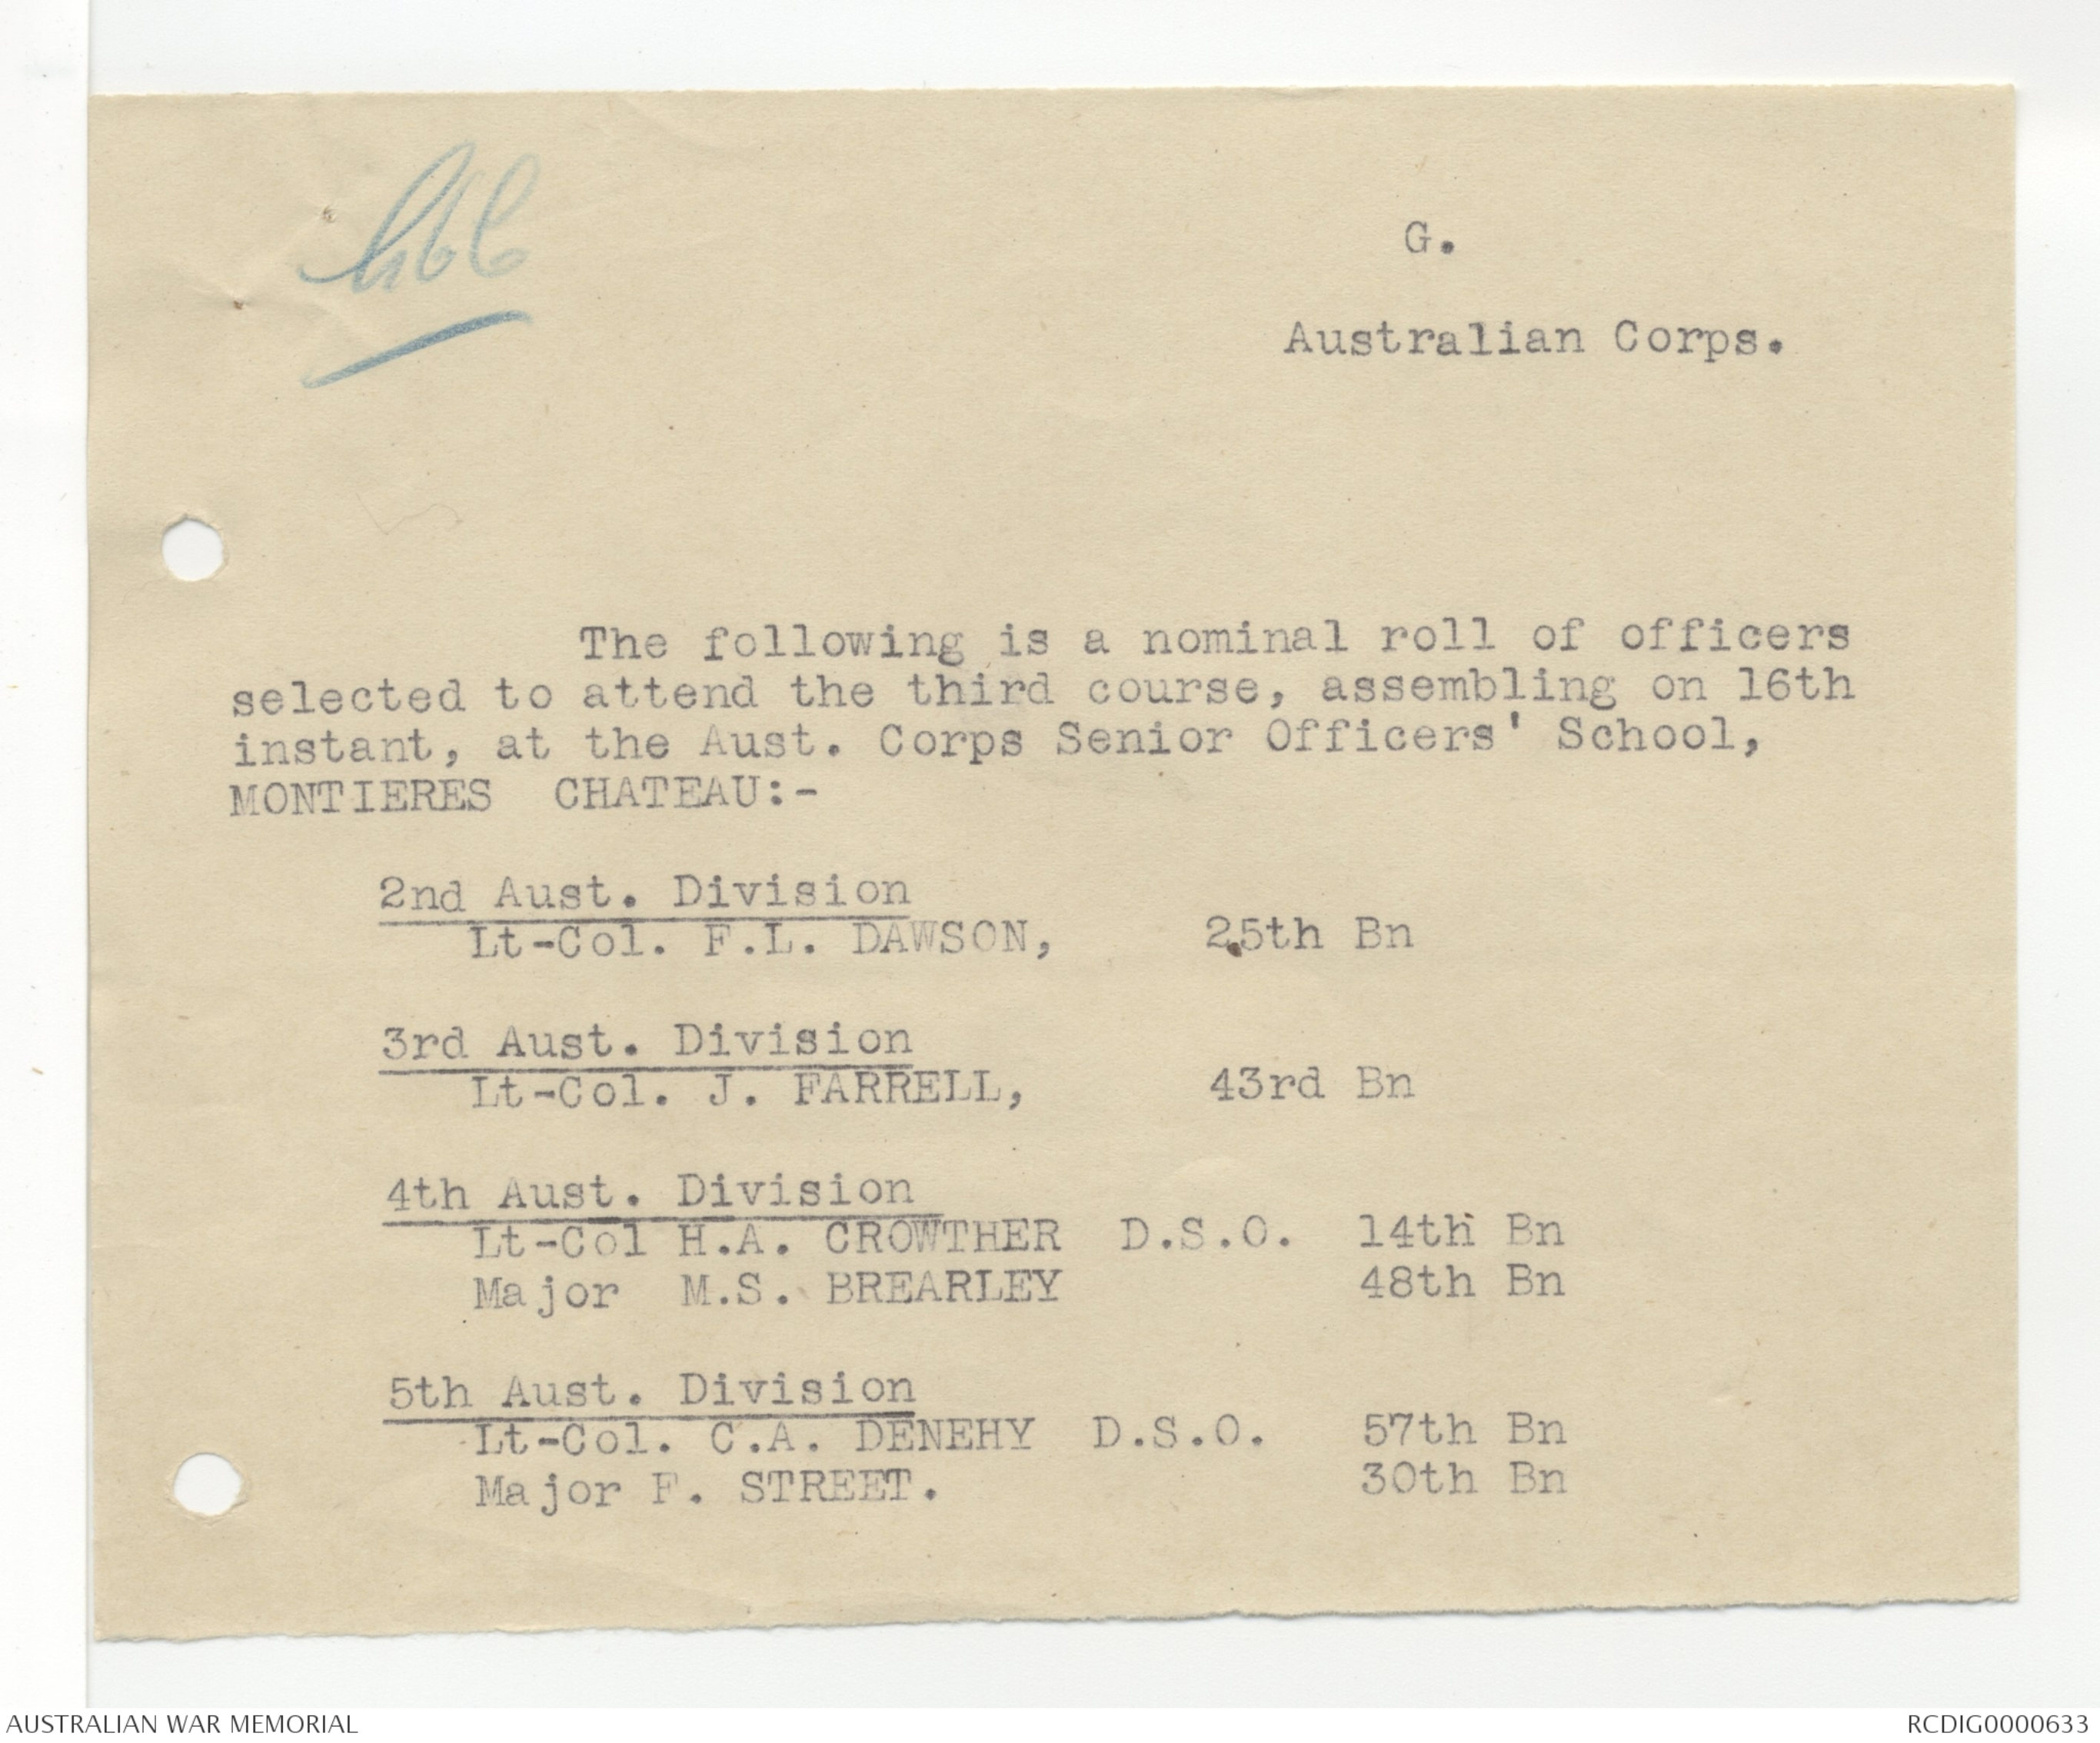 G.
Australian Corps.
The following is a nominal roll of officers
selected to attend the third course, assembling on 16th
instant, at the Aust. Corps Senior Officers' School,
MONTIERES CHATEAU:-
2nd Aust. Division
Lt-Col. F.L. DAWSON, 25th Bn
3rd Aust. Division
Lt-Col. J. FARRELL, 43rd Bn
4th Aust. Division
Lt-Col H.A. CROWTHER D.S.O. 14th Bn
Major M.S. BREARLEY 48th Bn
5th Aust. Division
Lt-Col. C.A. DENEHY D.S.O. 57th Bn
Major F. STREET. 30th Bn
AUSTRALIAN WAR MEMORIAL RCDIG0000633